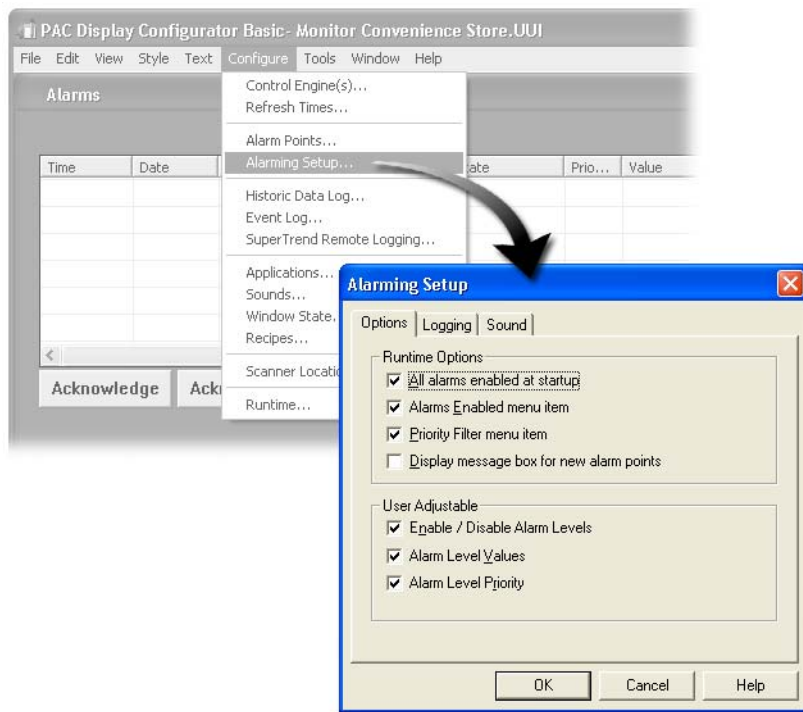 PAC Display Configurator Basic- Monitor Convenience Store.UUI
File Edit View Style Text Configure Tools Window Help
Alarms
Control Engine(s)...
Refresh Times...
Alarm Points...
Alarming Setup...
Time Date Prio... Value
Historic Data Log...
Event Log...
SuperTrend Remote Logging...
Applications...
Sounds...
Window State.
Recipes...
Scanner
Runtime...
Acknowledge
Alarming Setup
Options Logging Sound
Runtime Options
All alarms enabled at startup
Alarms Enabled menu item
Priority Filter menu item
Display message box for new alarm points
User Adjustable
Enable / Disable Alarm Levels
Alarm Level Values
Alarm Level Priority
OK Cancel Help